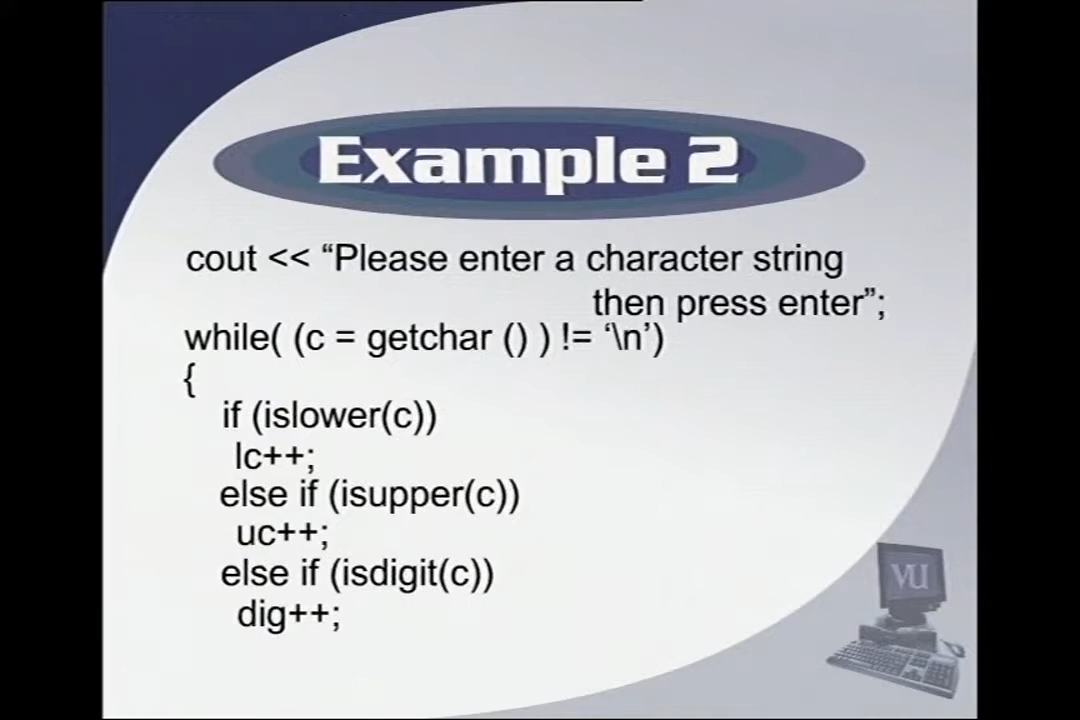 Example 2
cout << “Please enter a character string
then press enter”;
while( (c = getchar () ) != ‘\n’)
{
if (islower(c))
lc++;
else if (isupper(c))
uc++;
else if (isdigit(c))
dig++;
VU